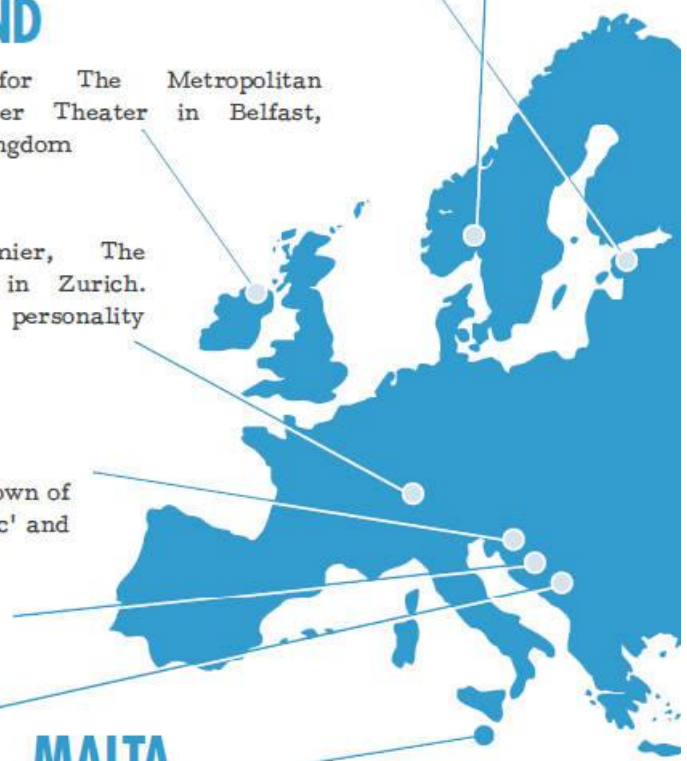 ND
for The Metropolitan
er Theater in Belfast,
ngdom
nier, The
in Zurich.
personality
own of
c' and
MALTA